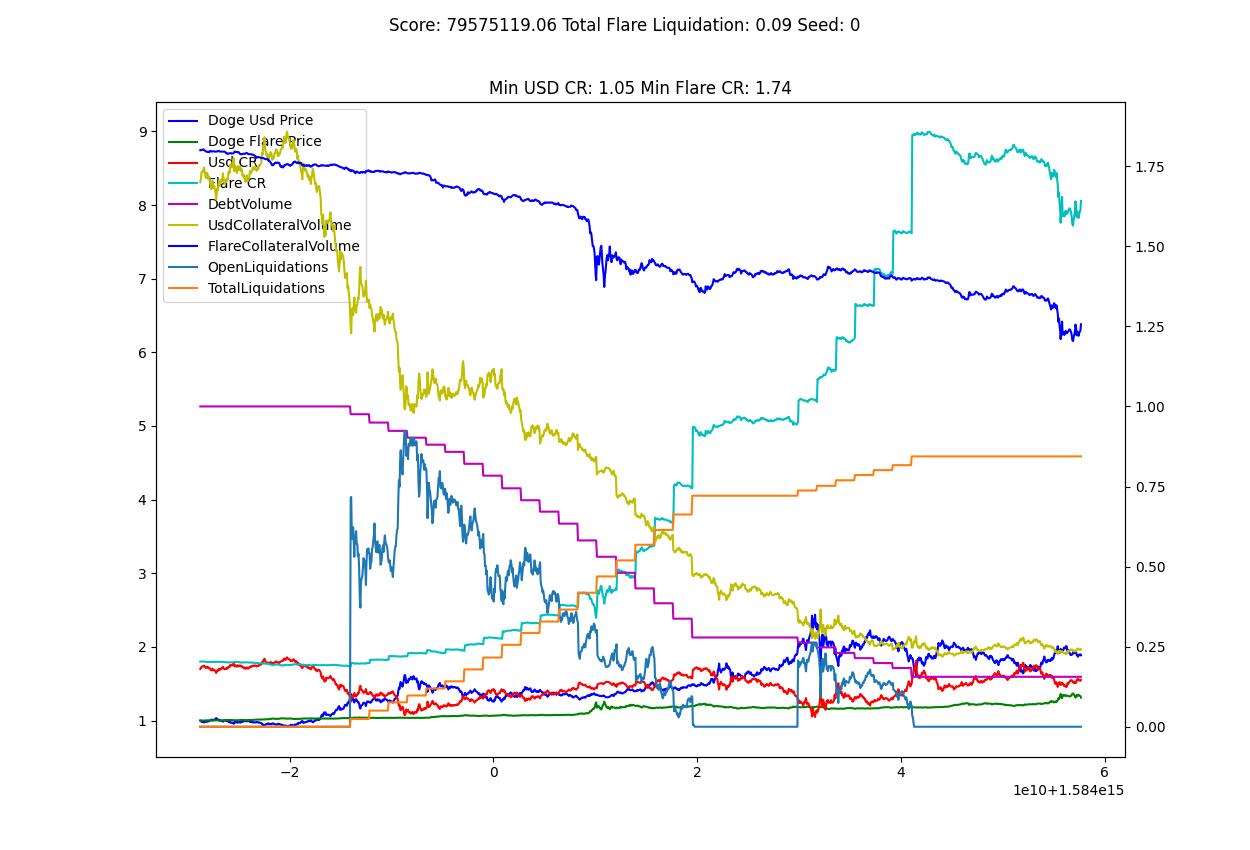 Score: 79575119.06 Total Flare Liquidation: 0.09 Seed: 0
Min USD CR: 1.05 Min Flare CR: 1.74
Doge Usd Price
Doge Flare Price
Usd CR
Flare CR
DebtVolume
UsdCollateralVolume
FlareCollateralVolume
OpenLiquidations
TotalLiquidations
9
8
7
6
5
4
3
2
1
1.75
1.50
1.25
1.00
0.75
0.50
0.25
0.00
−2
0
2
4
6
1e10+1.584e15